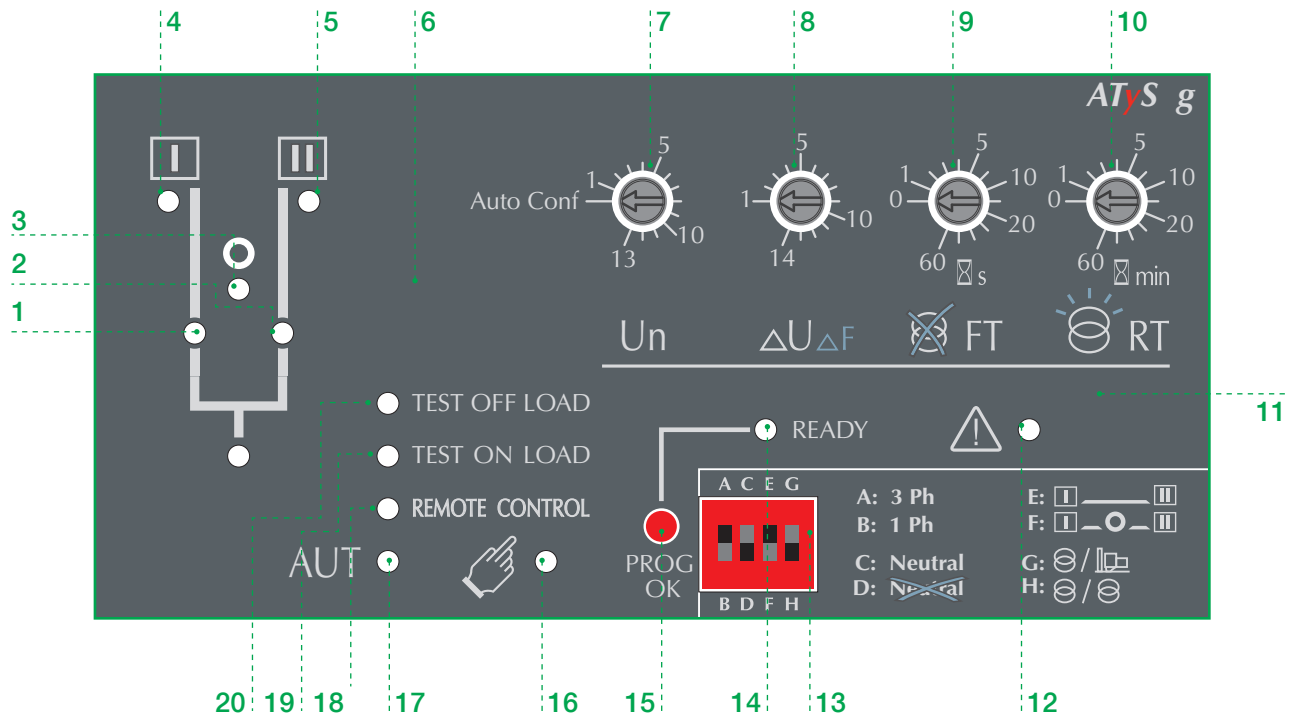 4 5 6 7 8 9 10
ATyS g
I II
5 5 5 5
1 1 1 1
Auto Conf 0 10 0 10
10 10 20 20
13 14 60 s 60 min
3
2
1
Un △U △F FT RT
TEST OFF LOAD
11
READY
TEST ON LOAD
A C E G
REMOTE CONTROL
A: 3 Ph E: I II
B: 1 Ph F: I O II
AUT
PROG
OK
C: Neutral G: /
D: Neutral H: /
B D F H
20 19 18 17 16 15 14 13 12